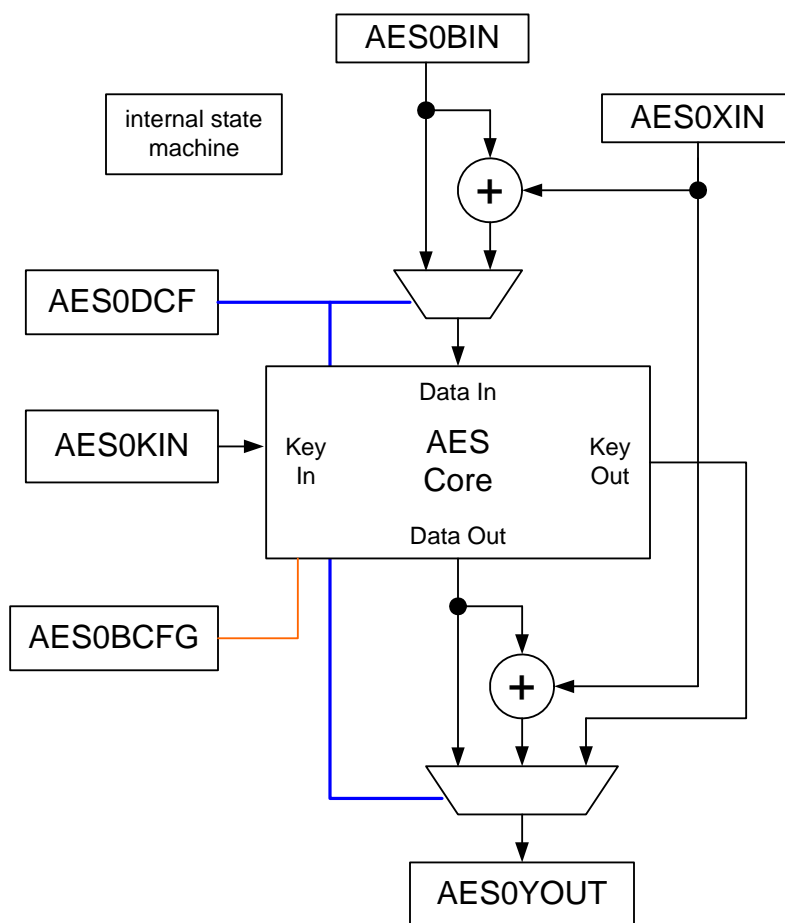 AES0BIN
internal state
machine
AES0XIN
+
AES0DCF
Data In
AES0KIN
Key
In
AES
Core
Key
Out
Data Out
AES0BCFG
+
AES0YOUT